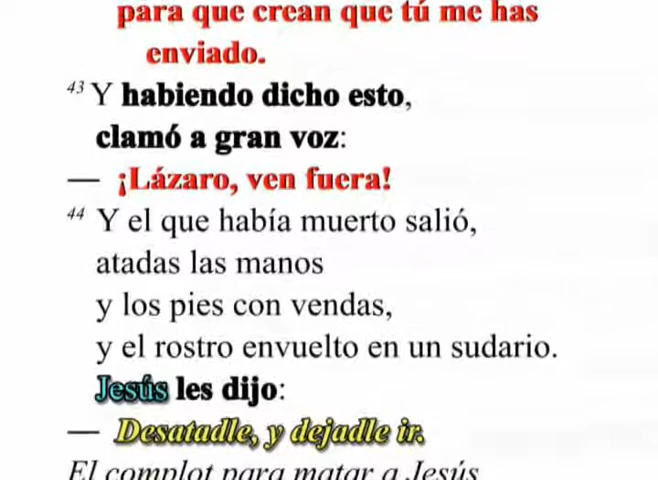 para que crean que tú me has
enviado.
43 Y habiendo dicho esto,
clamó a gran voz:
— ¡Lázaro, ven fuera!
44 Y el que había muerto salió,
atadas las manos
y los pies con vendas,
y el rostro envuelto en un sudario.
Jesús les dijo:
— Desatadle, y dejadle ir.
El complot para matar a Jesús